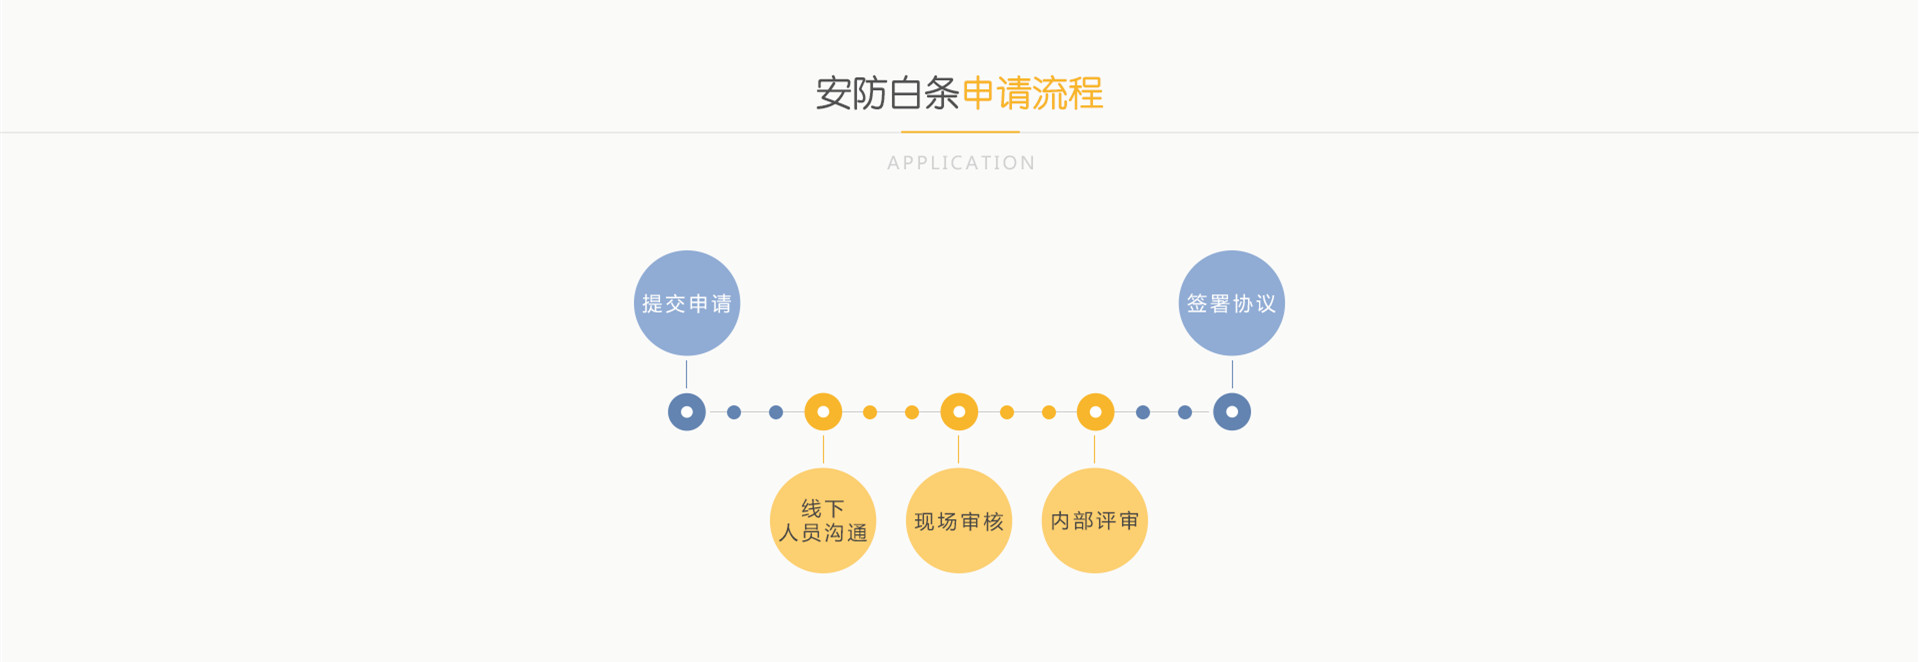 安防白条申请流程
APPLICATION
提交申请
签署协议
线下
人员沟通
现场审核
内部评审